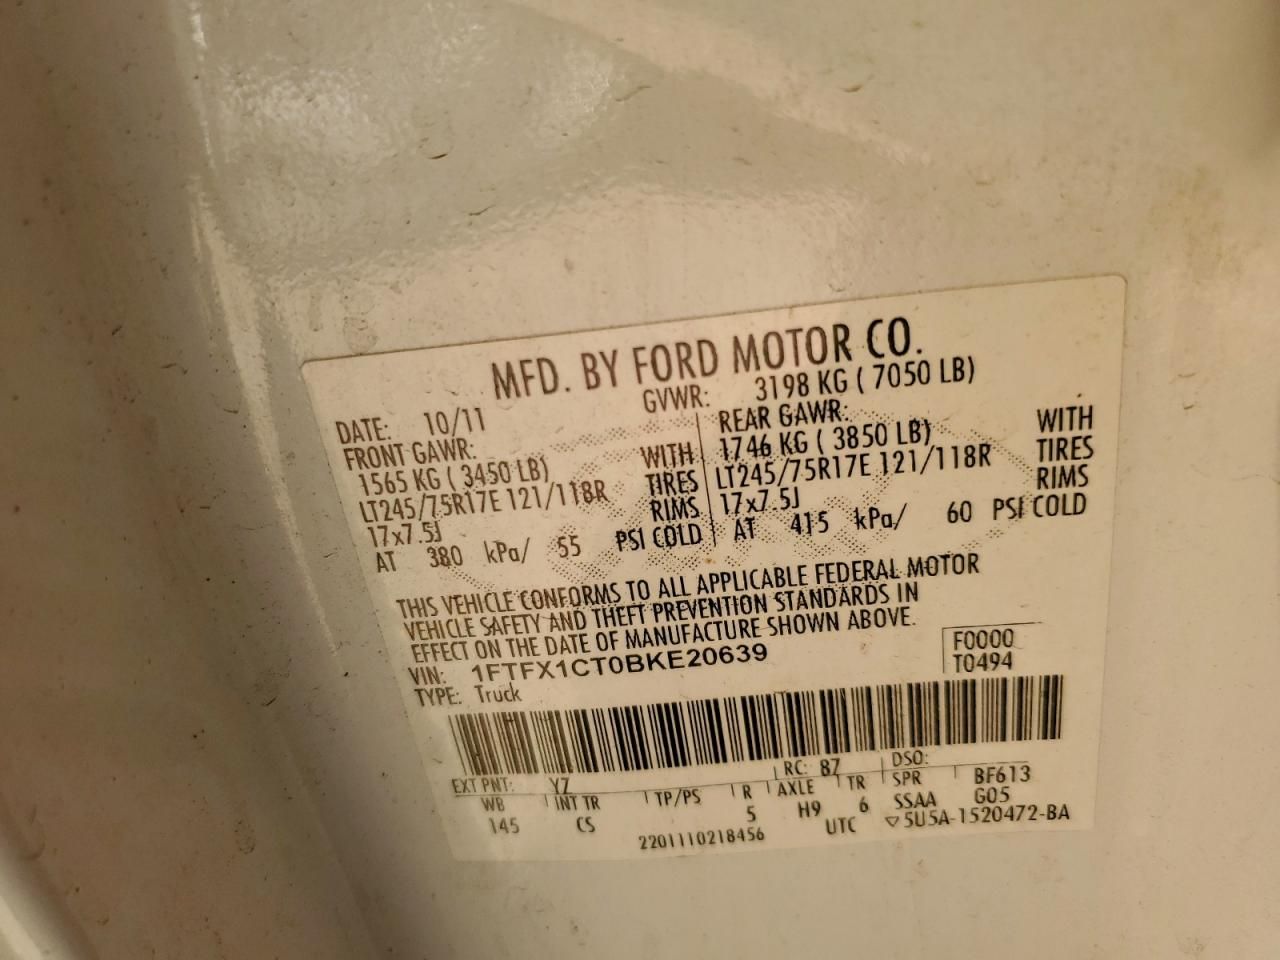 MFD. BY FORD MOTOR CO.
DATE: 10/11 GVWR: 3198 KG ( 7050 LB)
FRONT GAWR: REAR GAWR:
1565 KG ( 3450 LB) WITH 1746 KG ( 3850 LB) WITH
LT245/75R17E 121/118R TIRES LT245/75R17E 121/118R TIRES
17x7.5J RIMS 17x7.5J RIMS
AT 380 kPa/ 55 PSI COLD AT 415 kPa/ 60 PSI COLD
THIS VEHICLE CONFORMS TO ALL APPLICABLE FEDERAL MOTOR
VEHICLE SAFETY AND THEFT PREVENTION STANDARDS IN
EFFECT ON THE DATE OF MANUFACTURE SHOWN ABOVE.
VIN: 1FTFX1CT0BKE20639 F0000
TYPE: Truck T0494
EXT PNT: YZ RC: 87 DSO:
WB INT TR TP/PS R AXLE TR SPR BF613
145 CS 5 H9 6 SSAA G05
2201110218456 UTC ▽5U5A-1520472-BA